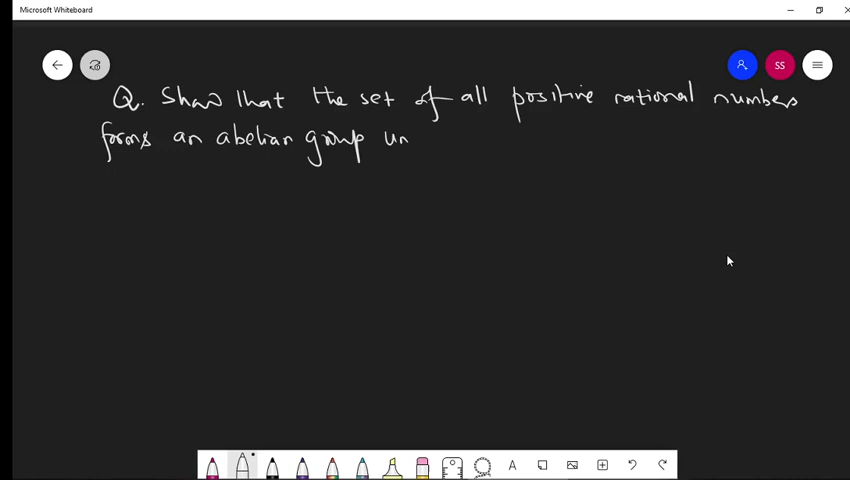 Microsoft Whiteboard
SS
Q. Show that the set of all positive rational numbers
forms an abelian group un
A